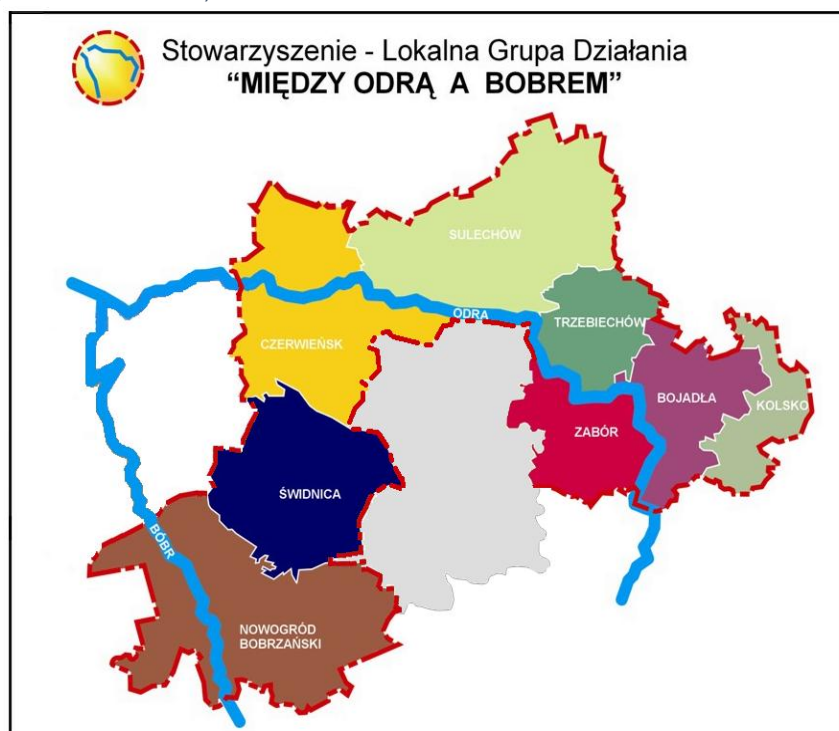 Stowarzyszenie - Lokalna Grupa Działania
“MIĘDZY ODRĄ A BOBREM”
SULECHÓW
ODRA
TRZEBIECHÓW
CZERWIEŃSK
BOJADŁA
KOLSKO
ZABÓR
ŚWIDNICA
BÓBR
NOWOGRÓD
BOBRZAŃSKI